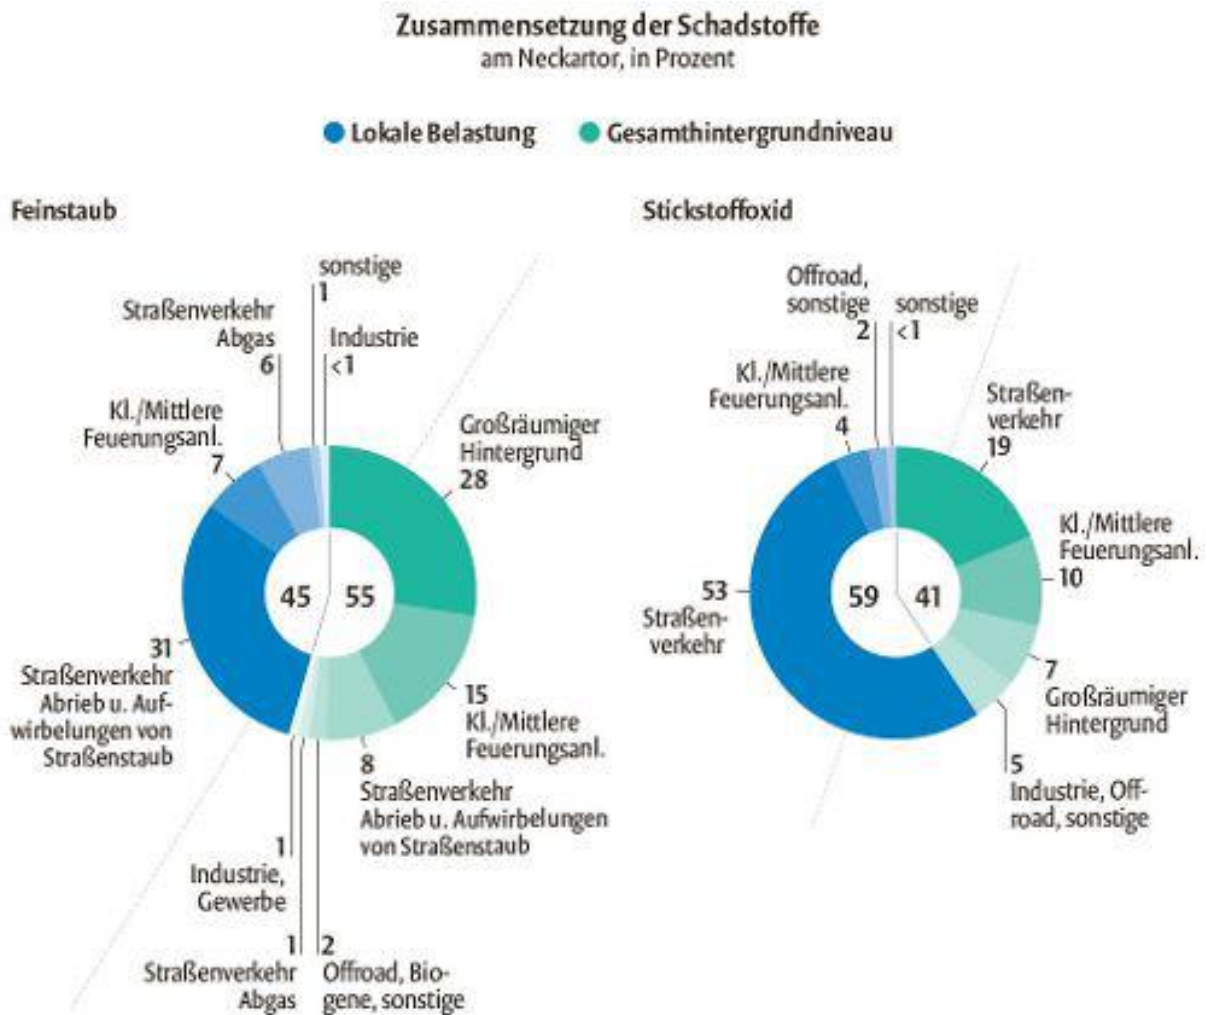 Zusammensetzung der Schadstoffe
am Neckartor, in Prozent
Lokale Belastung
Gesamthintergrundniveau
Feinstaub
sonstige
1
Straßenverkehr
Abgas
6
Industrie
<1
Kl./Mittlere
Feuerungsanl.
7
Großräumiger
Hintergrund
28
45
55
31
Straßenverkehr
Abrieb u. Auf-
wirbelungen von
Straßenstaub
15
Kl./Mittlere
Feuerungsanl.
8
Straßenverkehr
Abrieb u. Aufwirbelungen
von Straßenstaub
1
Industrie,
Gewerbe
1
Straßenverkehr
Abgas
2
Offroad, Bio-
gene, sonstige
Stickstoffoxid
Offroad,
sonstige
2
sonstige
<1
Kl./Mittlere
Feuerungsanl.
4
Straßen-
verkehr
19
Kl./Mittlere
Feuerungsanl.
10
53
Straßen-
verkehr
59
41
7
Großräumiger
Hintergrund
5
Industrie, Off-
road, sonstige